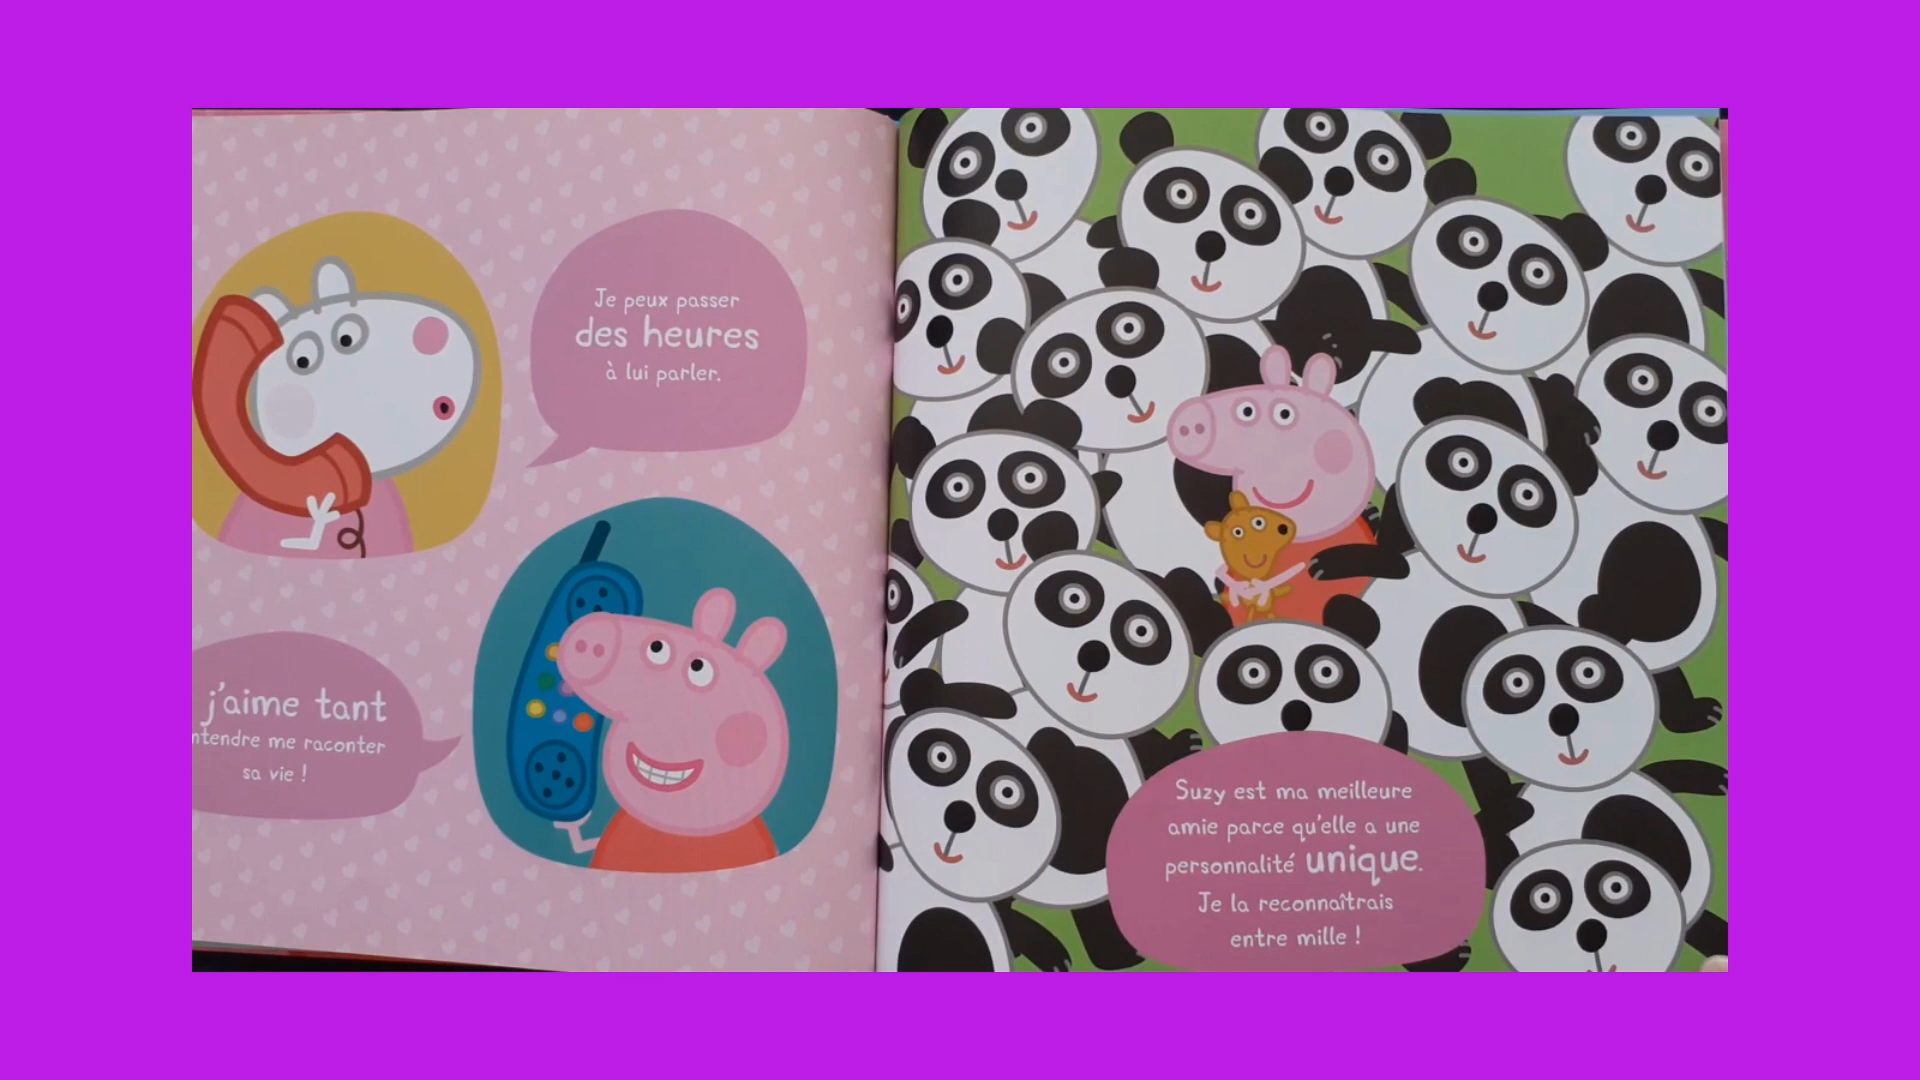 Je peux passer
des heures
à lui parler.
j'aime tant
ntendre me raconter
sa vie !
Suzy est ma meilleure
amie parce qu'elle a une
personnalité unique.
Je la reconnaîtrais
entre mille !